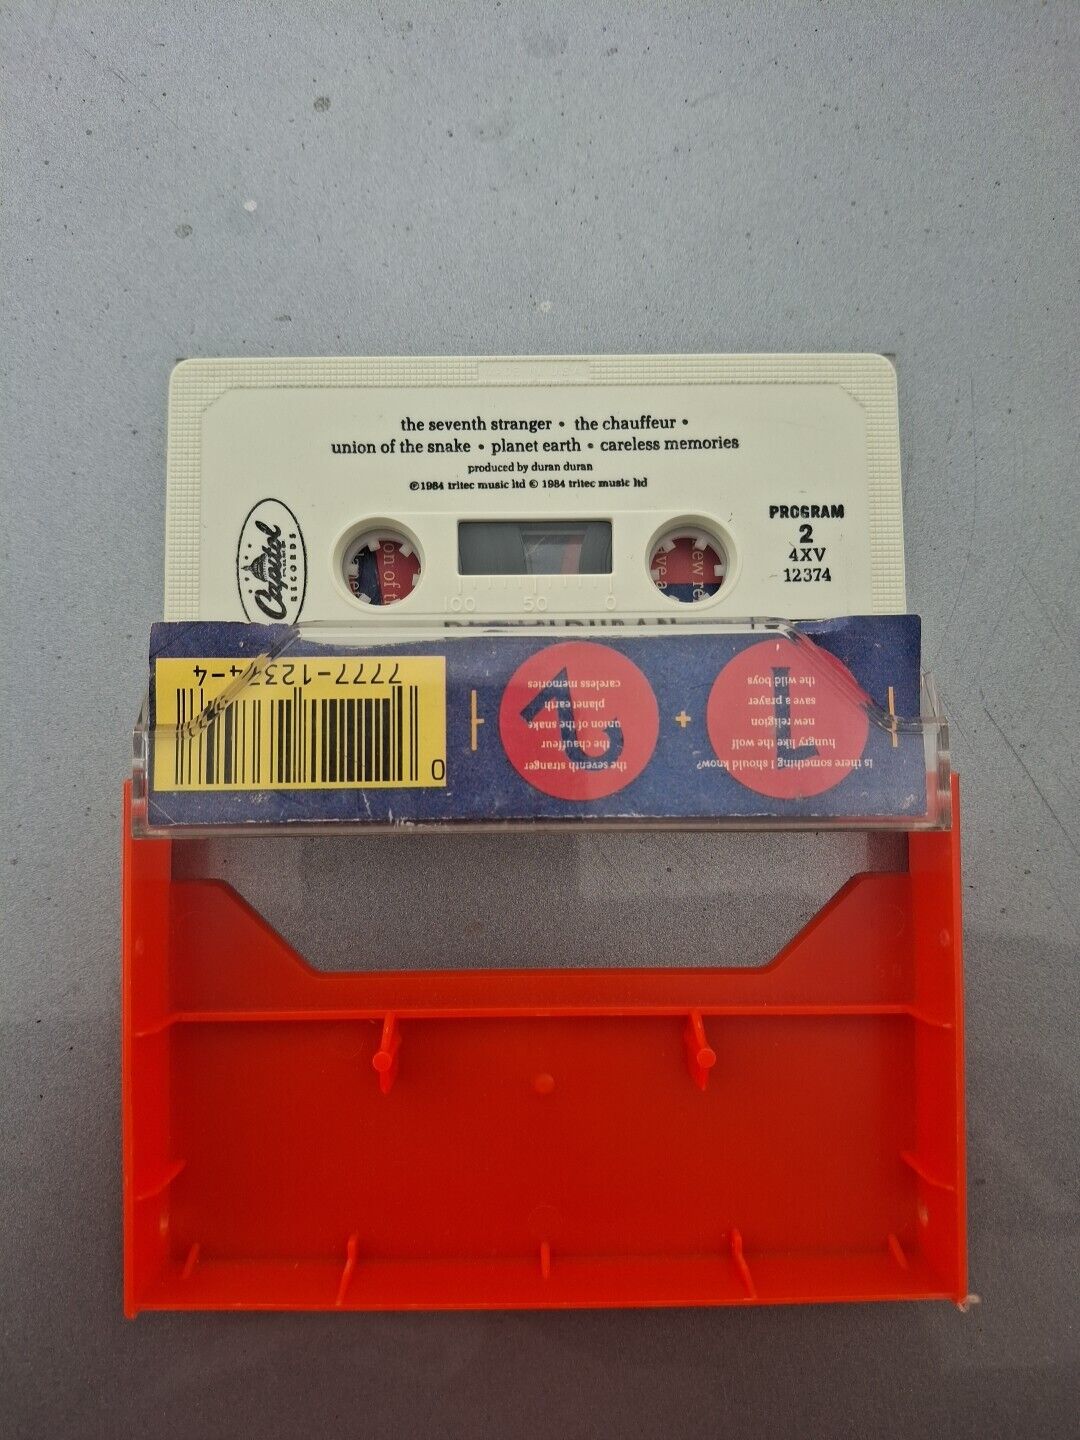 the seventh stranger • the chauffeur •
union of the snake • planet earth • careless memories
produced by duran duran
℗1984 tritec music ltd © 1984 tritec music ltd
Capitol
RECORDS
PROGRAM
2
4XV
12374
100 50 0
DURAN
is there something I should know?
hungry like the wolf
new religion
save a prayer
the wild boys
1
+
the seventh stranger
the chauffeur
union of the snake
planet earth
careless memories
2
0
7777-12374-4